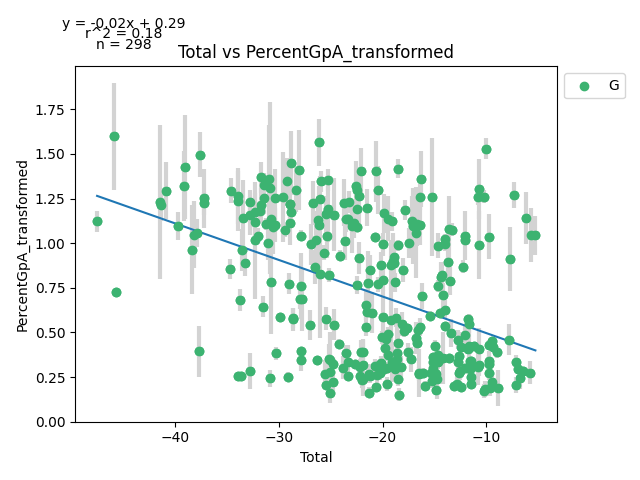 y = -0.02x + 0.29
r^2 = 0.18
n = 298
Total vs PercentGpA_transformed
G
PercentGpA_transformed
1.75
1.50
1.25
1.00
0.75
0.50
0.25
0.00
−40
−30
−20
−10
Total